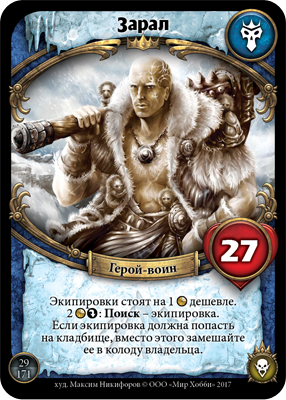 Зарал
27
Герой-воин
Экипировки стоят на 1 дешевле.
2 : Поиск – экипировка.
Если экипировка должна попасть
на кладбище, вместо этого замешайте
ее в колоду владельца.
29
171
худ. Максим Никифоров © ООО «Мир Хобби» 2017